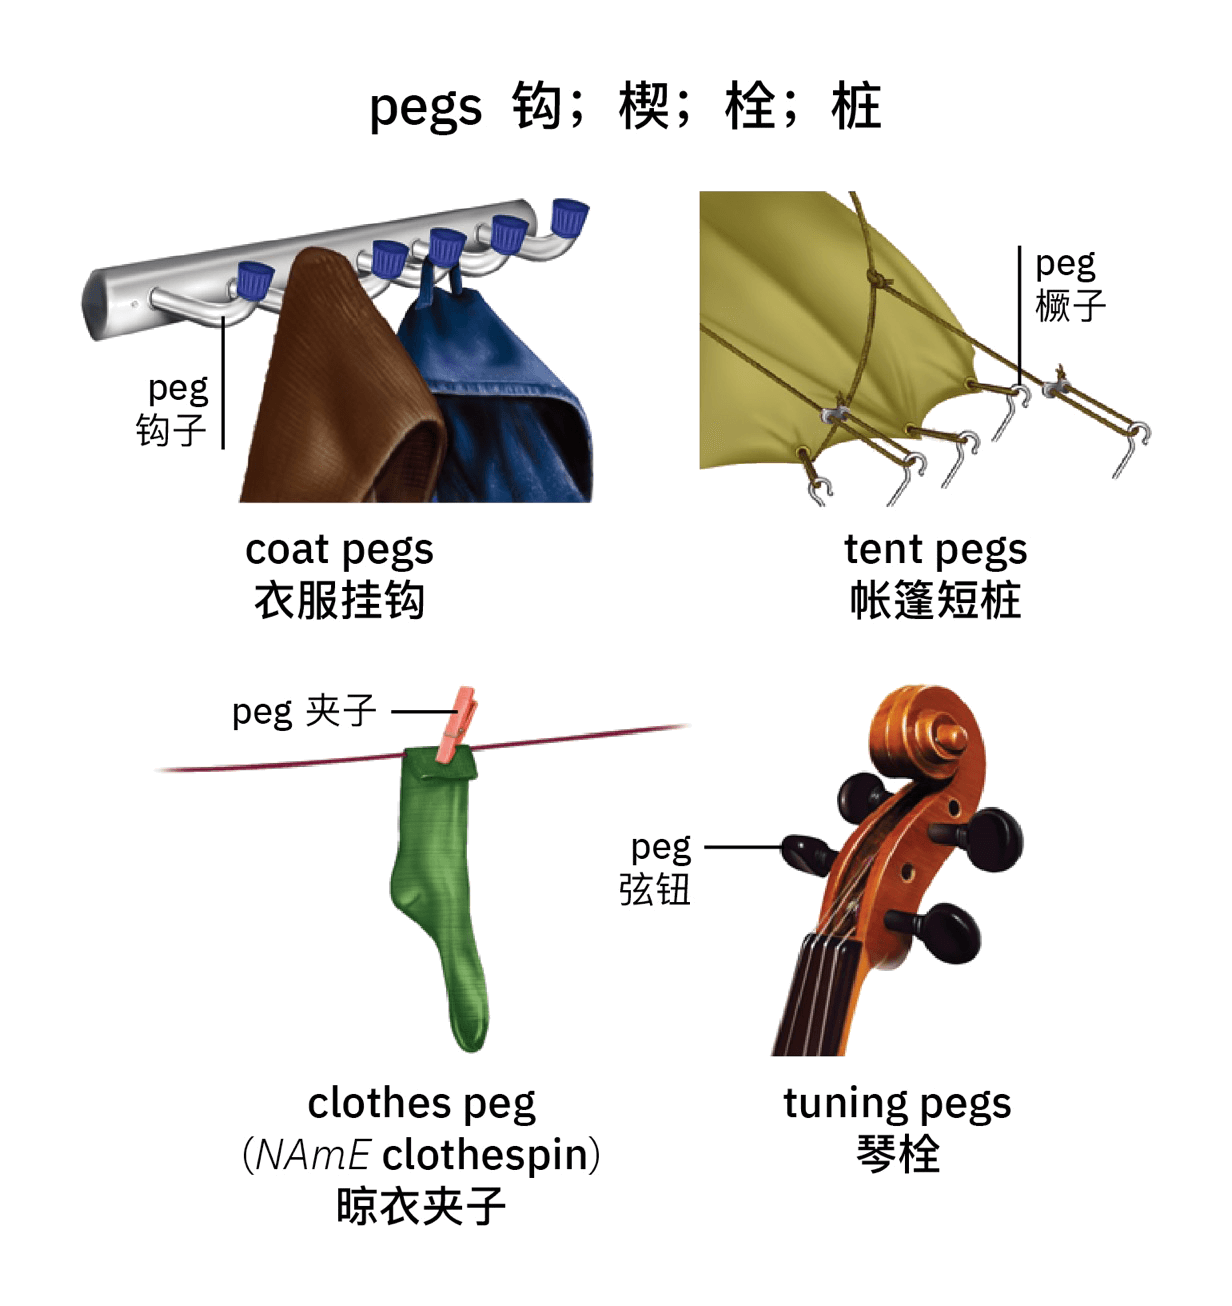 pegs 钩；楔；栓；桩
peg
钩子
coat pegs
衣服挂钩
peg
橛子
tent pegs
帐篷短桩
peg 夹子
clothes peg
(NAmE clothespin)
晾衣夹子
peg
弦钮
tuning pegs
琴栓